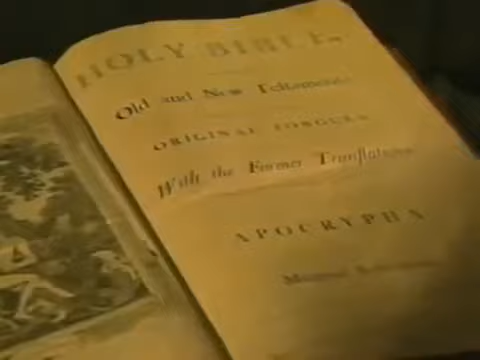 HOLY BIBLE
Old and New Teſtaments
ORIGINAL TONGUES
With the Former Tranſlations
APOCRYPHA